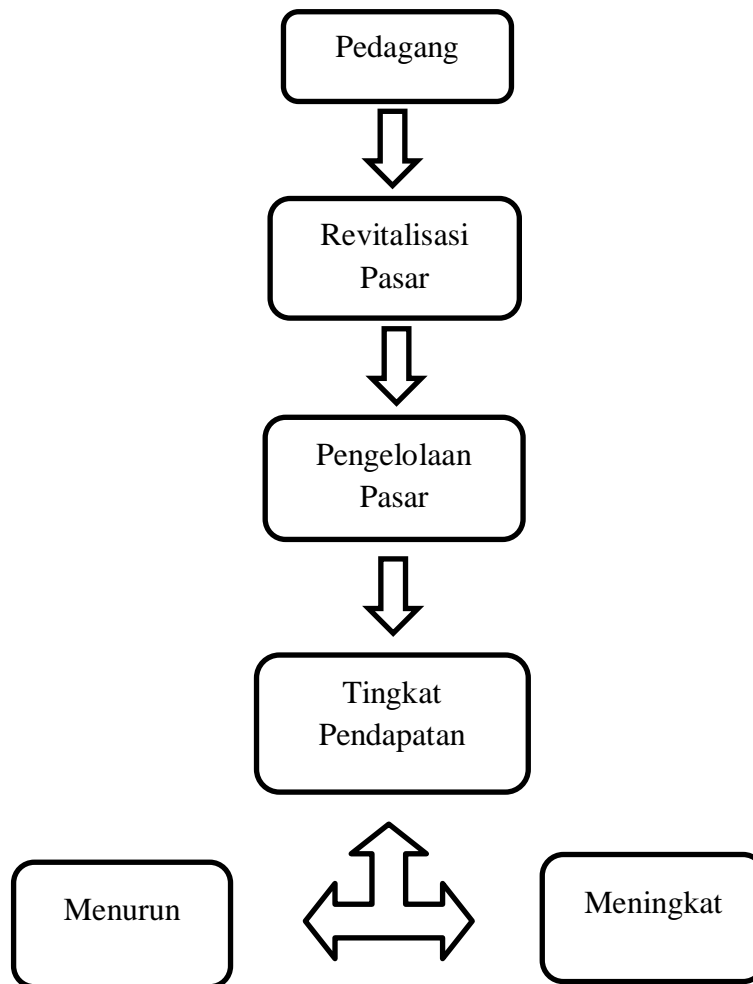 Pedagang
Revitalisasi
Pasar
Pengelolaan
Pasar
Tingkat
Pendapatan
Menurun
Meningkat